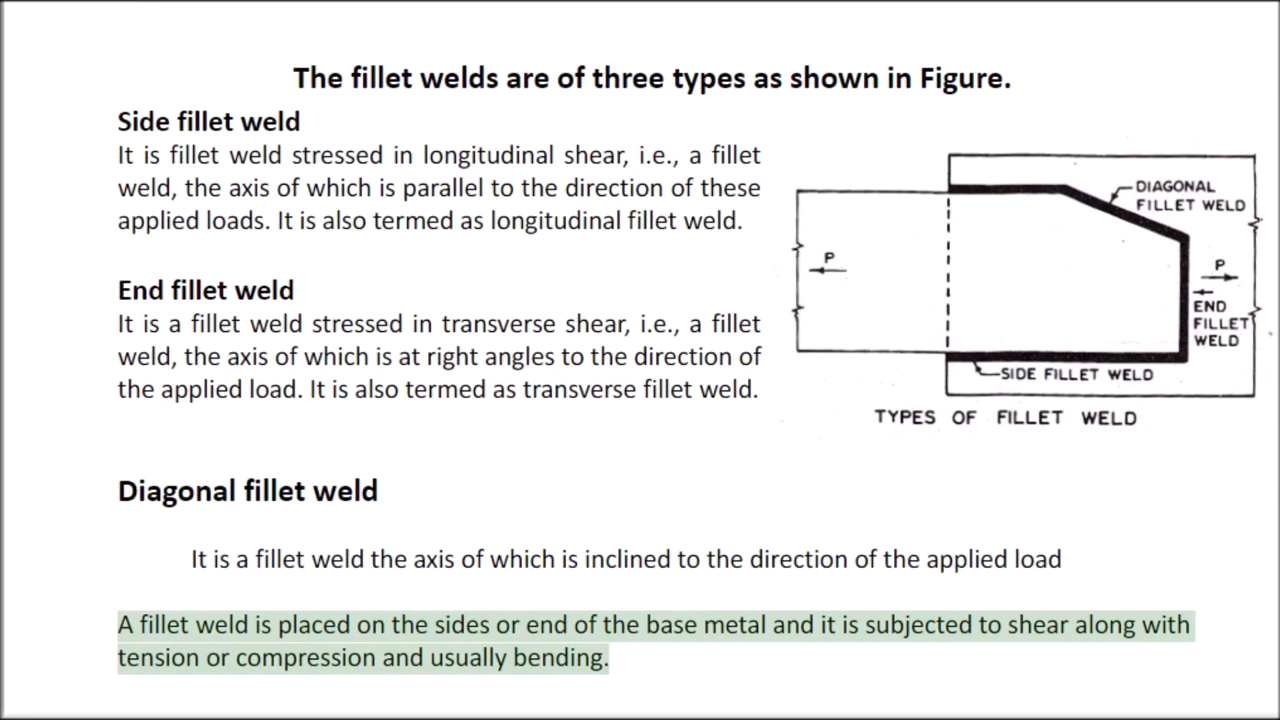 The fillet welds are of three types as shown in Figure.
Side fillet weld
It is fillet weld stressed in longitudinal shear, i.e., a fillet
weld, the axis of which is parallel to the direction of these
applied loads. It is also termed as longitudinal fillet weld.
End fillet weld
It is a fillet weld stressed in transverse shear, i.e., a fillet
weld, the axis of which is at right angles to the direction of
the applied load. It is also termed as transverse fillet weld.
DIAGONAL
FILLET WELD
P
P
END
FILLET
WELD
SIDE FILLET WELD
TYPES OF FILLET WELD
Diagonal fillet weld
It is a fillet weld the axis of which is inclined to the direction of the applied load
A fillet weld is placed on the sides or end of the base metal and it is subjected to shear along with
tension or compression and usually bending.